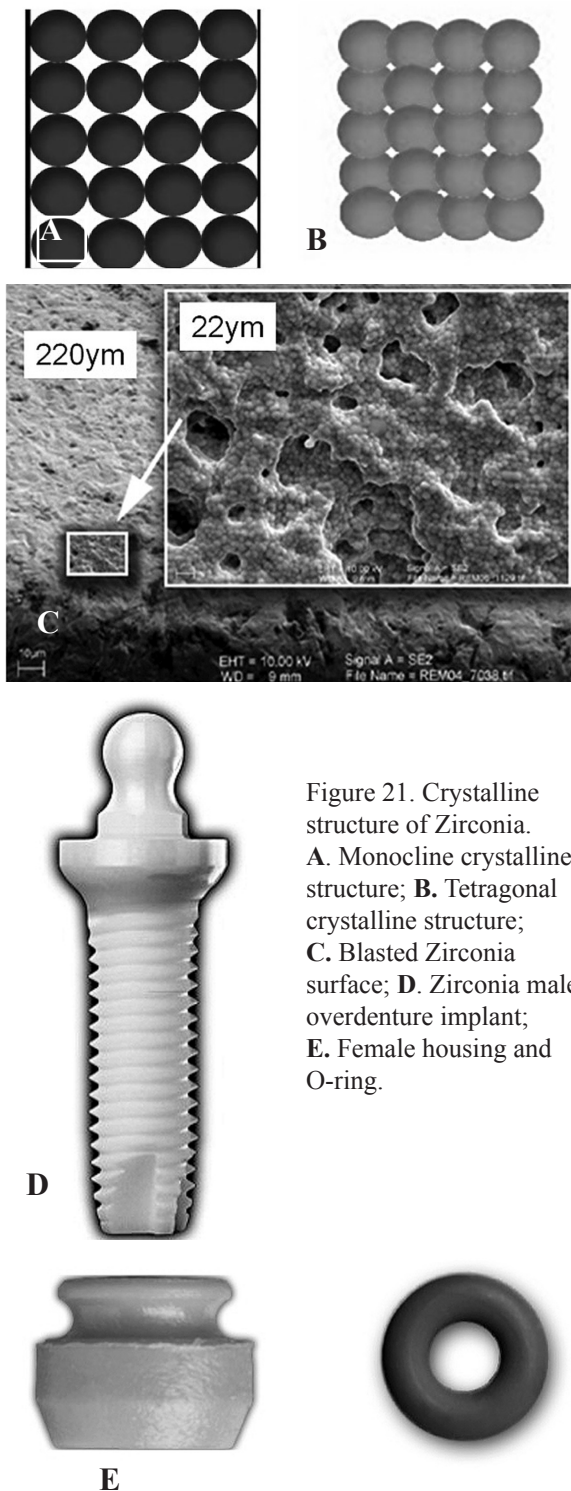 A
B
220ym
22ym
C
10µm
EHT = 10.00 kV Signal A = SE2
WD = 9 mm File Name = REM04_7038.tif
Figure 21. Crystalline
structure of Zirconia.
A. Monocline crystalline
structure; B. Tetragonal
crystalline structure;
C. Blasted Zirconia
surface; D. Zirconia male
overdenture implant;
E. Female housing and
O-ring.
D
E